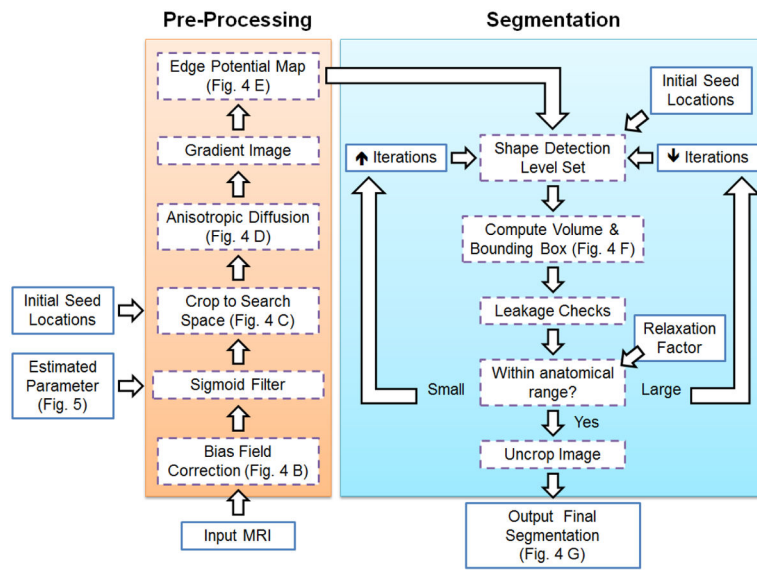 Pre-Processing
Segmentation
Edge Potential Map
(Fig. 4 E)
Gradient Image
Anisotropic Diffusion
(Fig. 4 D)
Initial Seed
Locations
Crop to Search
Space (Fig. 4 C)
Estimated
Parameter
(Fig. 5)
Sigmoid Filter
Bias Field
Correction (Fig. 4 B)
Input MRI
Initial Seed
Locations
🡹 Iterations
Shape Detection
Level Set
🡻 Iterations
Compute Volume &
Bounding Box (Fig. 4 F)
Leakage Checks
Relaxation
Factor
Within anatomical
range?
Small
Large
Yes
Uncrop Image
Output Final
Segmentation
(Fig. 4 G)